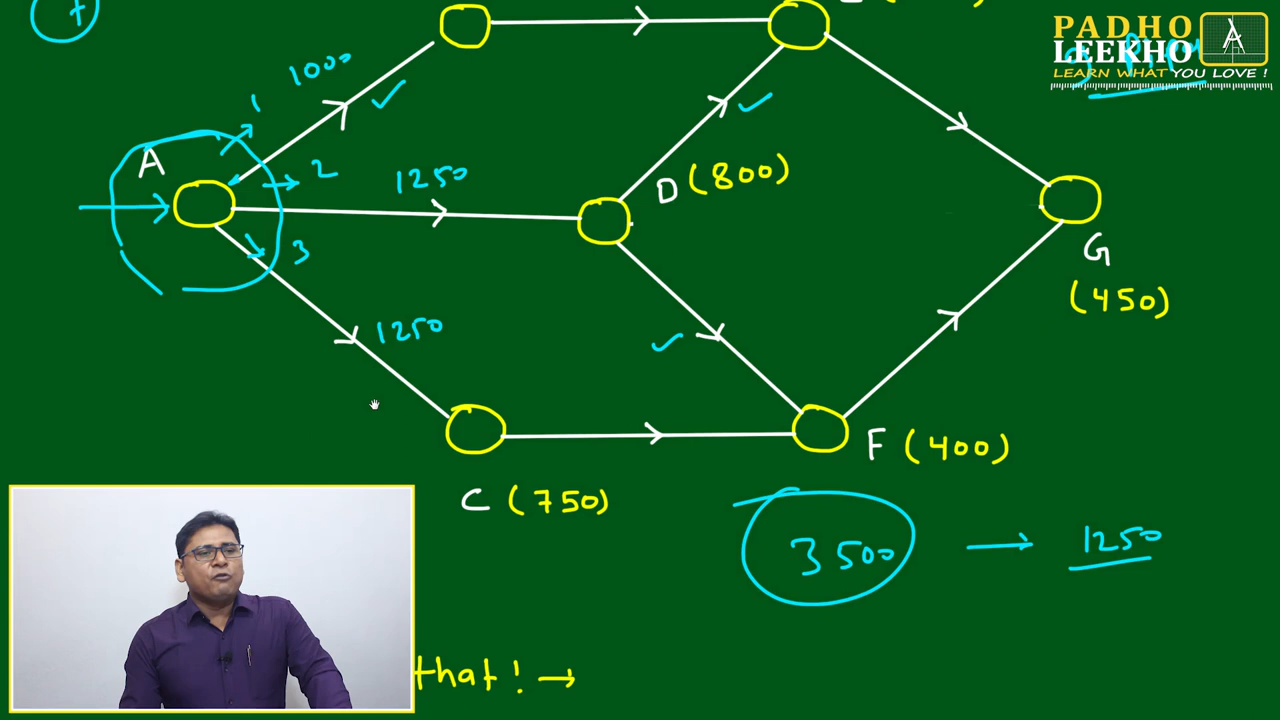 PADHO
LEEKHO
LEARN WHAT YOU LOVE !
1000
1
A
2
1250
D (800)
3
G
(450)
1250
F (400)
C (750)
3500 → 1250
that! →